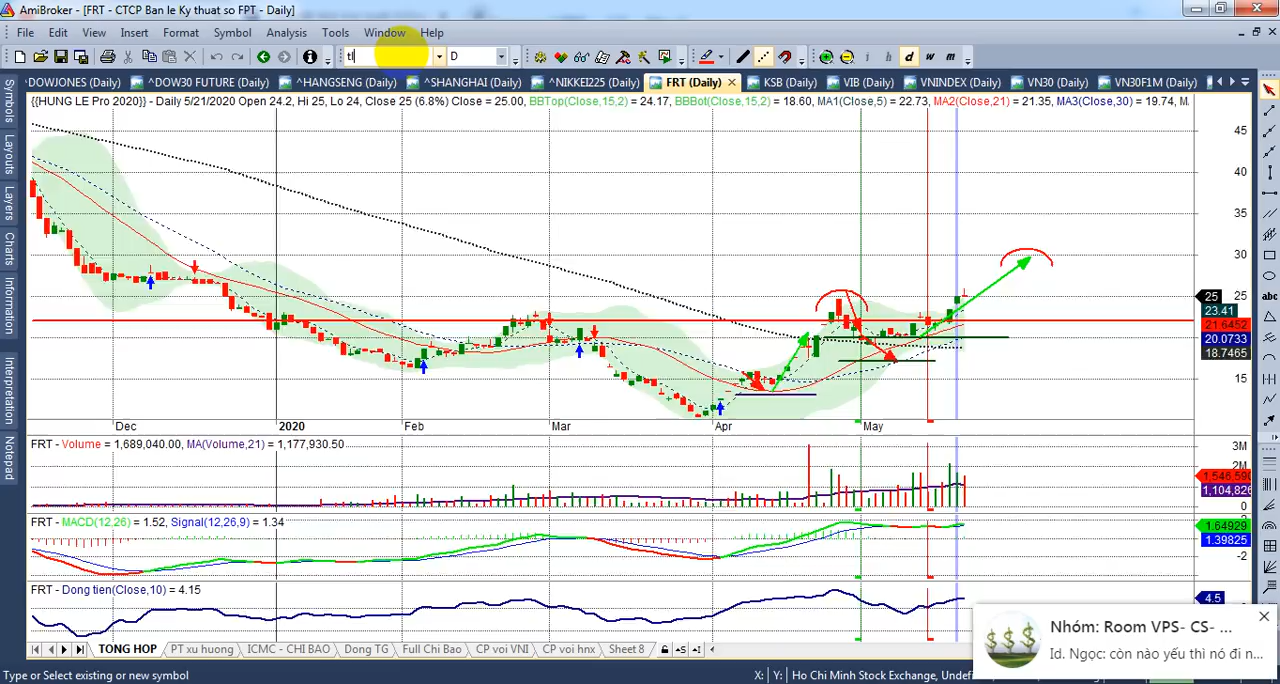 AmiBroker - [FRT - CTCP Ban le Ky thuat so FPT - Daily]
File Edit View Insert Format Symbol Analysis Tools Window Help
tl D d w m
^DOWJONES (Daily) ^DOW30 FUTURE (Daily) ^HANGSENG (Daily) ^SHANGHAI (Daily) ^NIKKEI225 (Daily) FRT (Daily) KSB (Daily) VIB (Daily) VNINDEX (Daily) VN30 (Daily) VN30F1M (Daily)
{{HUNG LE Pro 2020}} - Daily 5/21/2020 Open 24.2, Hi 25, Lo 24, Close 25 (6.8%) Close = 25.00, BBTop(Close,15,2) = 24.17, BBBot(Close,15,2) = 18.60, MA1(Close,5) = 22.73, MA2(Close,21) = 21.35, MA3(Close,30) = 19.74, M
Symbols
Layouts
Layers
Charts
Information
Interpretation
Notepad
abc
45
40
35
30
25
25
23.41
21.6452
20.0733
18.7465
15
Dec 2020 Feb Mar Apr May
FRT - Volume = 1,689,040.00, MA(Volume,21) = 1,177,930.50
3M
2M
1,546,590
1,104,826
0
FRT - MACD(12,26) = 1.52, Signal(12,26,9) = 1.34
1.64929
1.39825
-2
FRT - Dong tien(Close,10) = 4.15
4.5
Nhóm: Room VPS- CS- ...
Id. Ngọc: còn nào yếu thì nó đi n...
TONG HOP PT xu huong ICMC - CHI BAO Dong TG Full Chi Bao CP voi VNI CP voi hnx Sheet 8
Type or Select existing or new symbol X: Y: Ho Chi Minh Stock Exchange, Undef